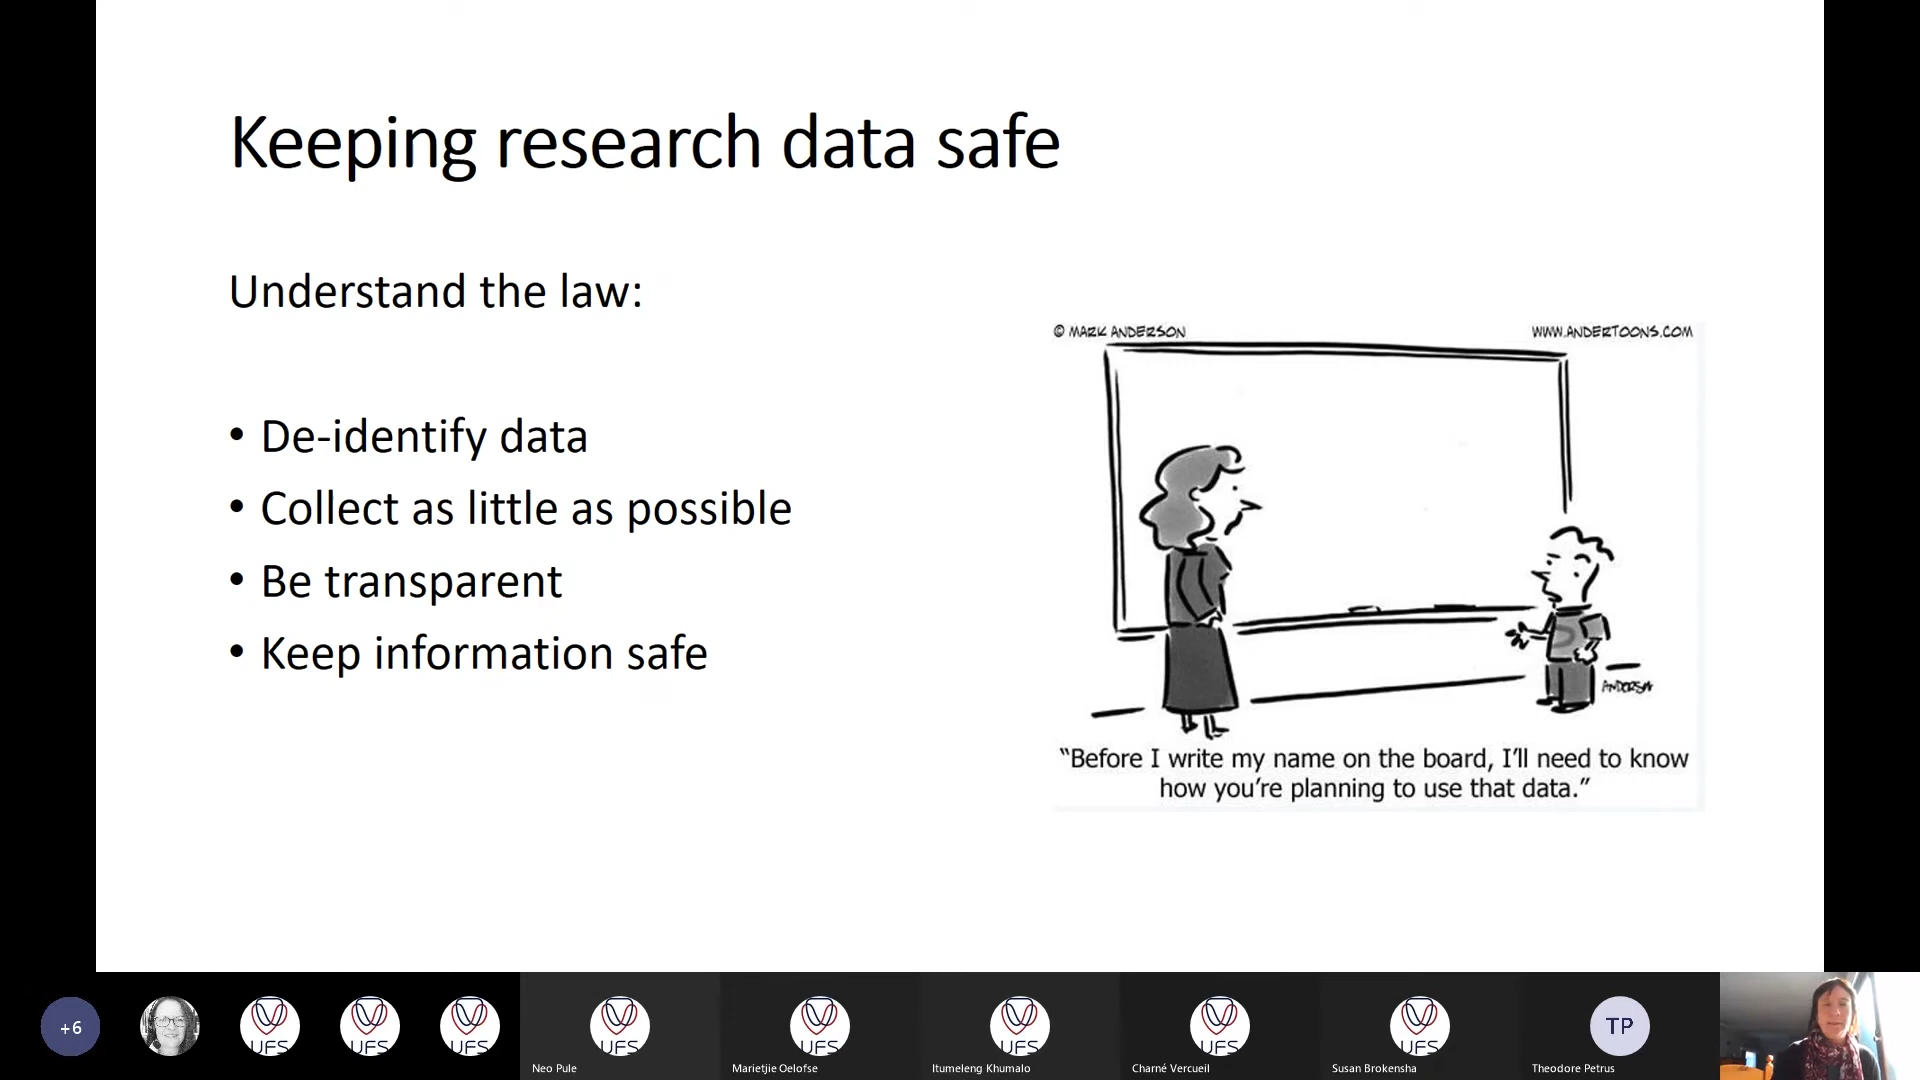 Keeping research data safe
Understand the law:
• De-identify data
• Collect as little as possible
• Be transparent
• Keep information safe
© MARK ANDERSON
WWW.ANDERTOONS.COM
ANDERSON
“Before I write my name on the board, I’ll need to know
how you’re planning to use that data.”
+6
UFS
UFS
UFS
UFS
Neo Pule
UFS
Marietjie Oelofse
UFS
Itumeleng Khumalo
UFS
Charné Vercueil
UFS
Susan Brokensha
TP
Theodore Petrus